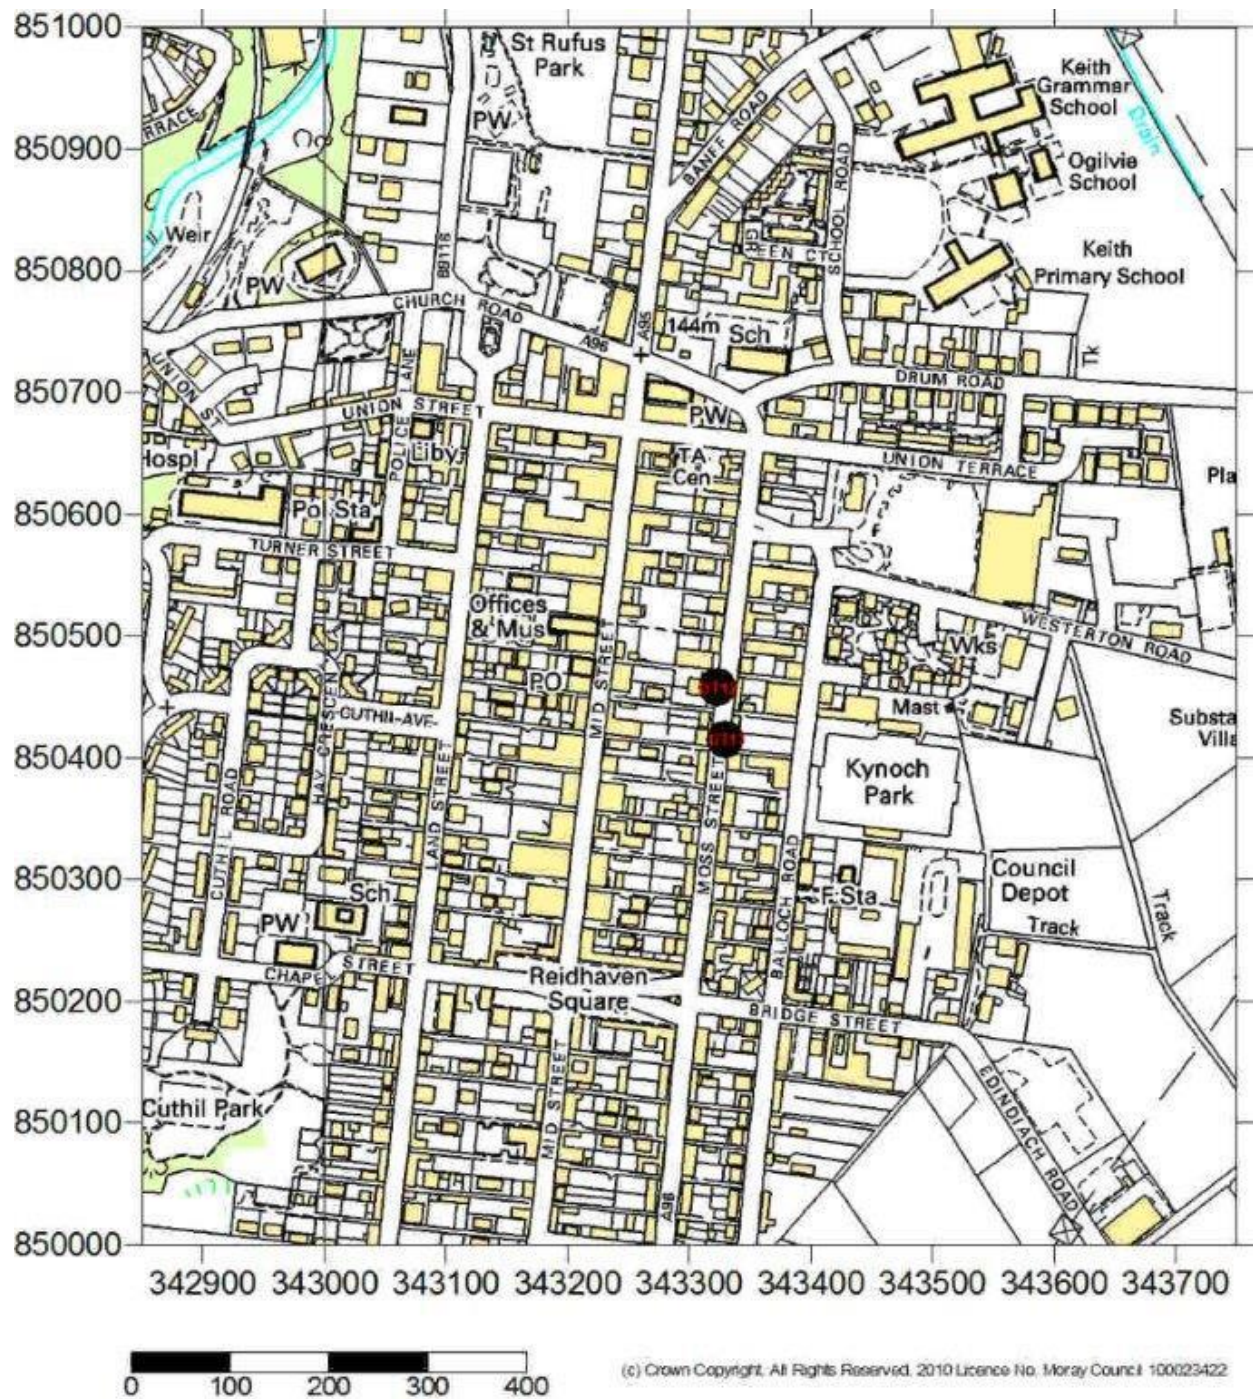 851000
850900
850800
850700
850600
850500
850400
850300
850200
850100
850000
St Rufus
Park
Keith
Grammar
School
Drain
RRACE
PW
BANFF ROAD
SCHOOL ROAD
Ogilvie
School
Weir
B9116
GREEN CT
Keith
Primary School
PW
CHURCH ROAD
A96
A95
144m
Sch
Tk
UNION ST
POLICE LANE
DRUM ROAD
UNION STREET
PW
Liby
TA
Cen
UNION TERRACE
Hospl
Pla
Pol Sta
TURNER STREET
Offices
& Mus
WESTERTON ROAD
MID STREET
PO
Wks
Mast
HAY CRESCEN
CUTHIL AVE
Substa
Villa
Kynoch
Park
CUTHIL ROAD
LAND STREET
MOSS STREET
BALLOCH ROAD
Council
Depot
Sch
F Sta
Track
Track
PW
CHAPE STREET
Reidhaven
Square
BRIDGE STREET
MID STREET
EDINDIACH ROAD
Cuthil Park
A96
342900 343000 343100 343200 343300 343400 343500 343600 343700
0 100 200 300 400
(c) Crown Copyright. All Rights Reserved. 2010 Licence No. Moray Council 100023422